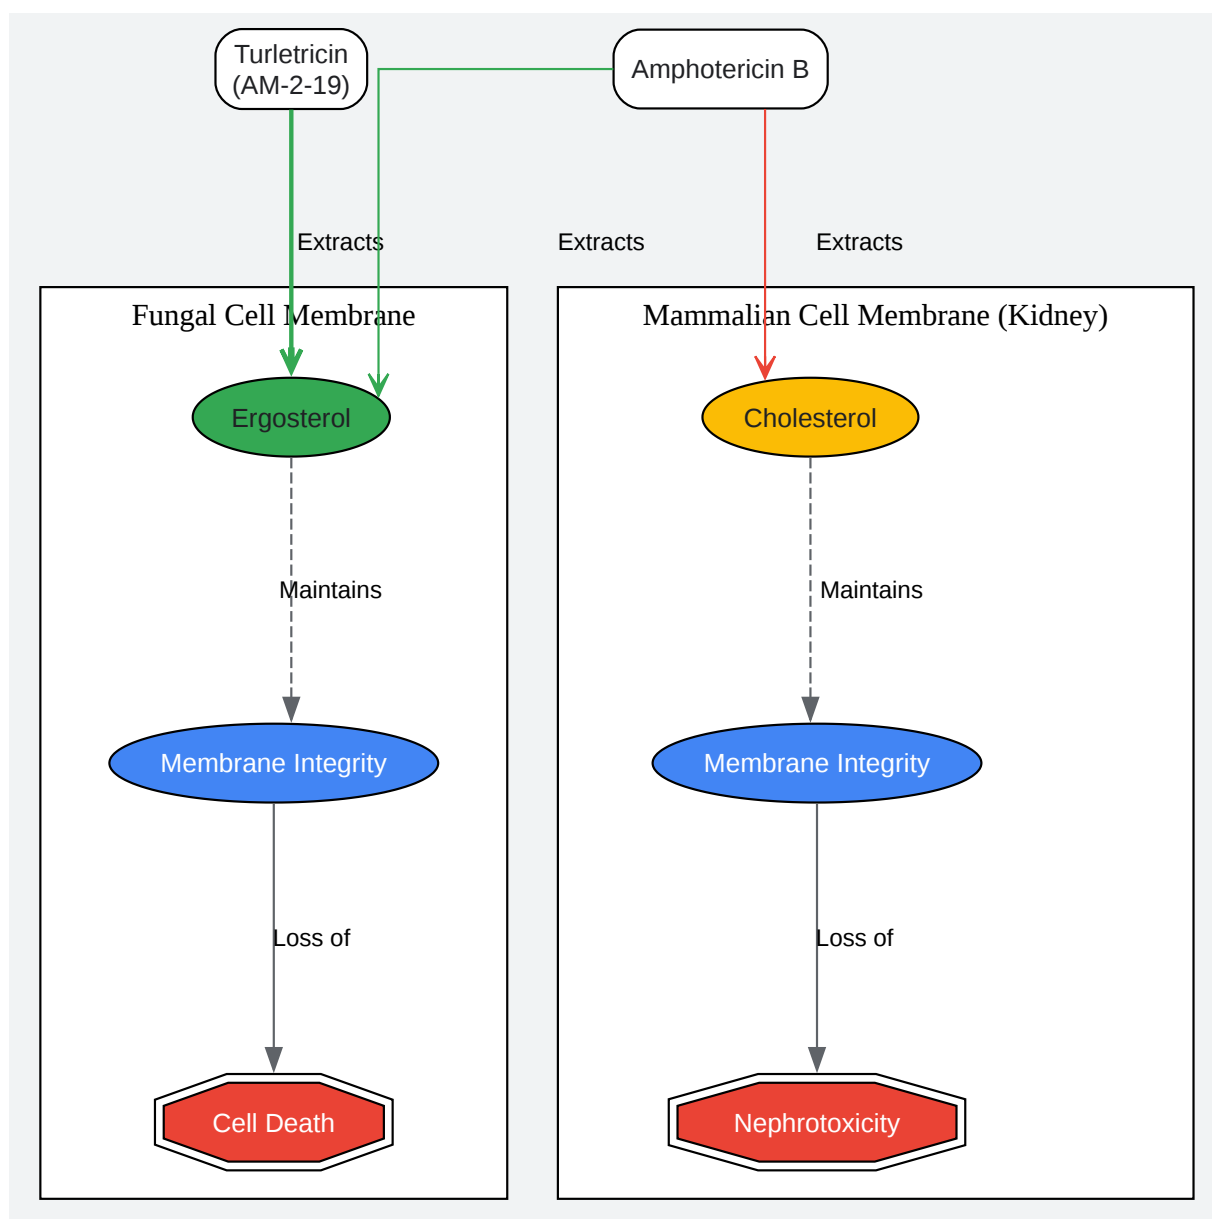 Turletricin
(AM-2-19)
Amphotericin B
Extracts
Extracts
Extracts
Fungal Cell Membrane
Mammalian Cell Membrane (Kidney)
Ergosterol
Cholesterol
Maintains
Maintains
Membrane Integrity
Membrane Integrity
Loss of
Loss of
Cell Death
Nephrotoxicity